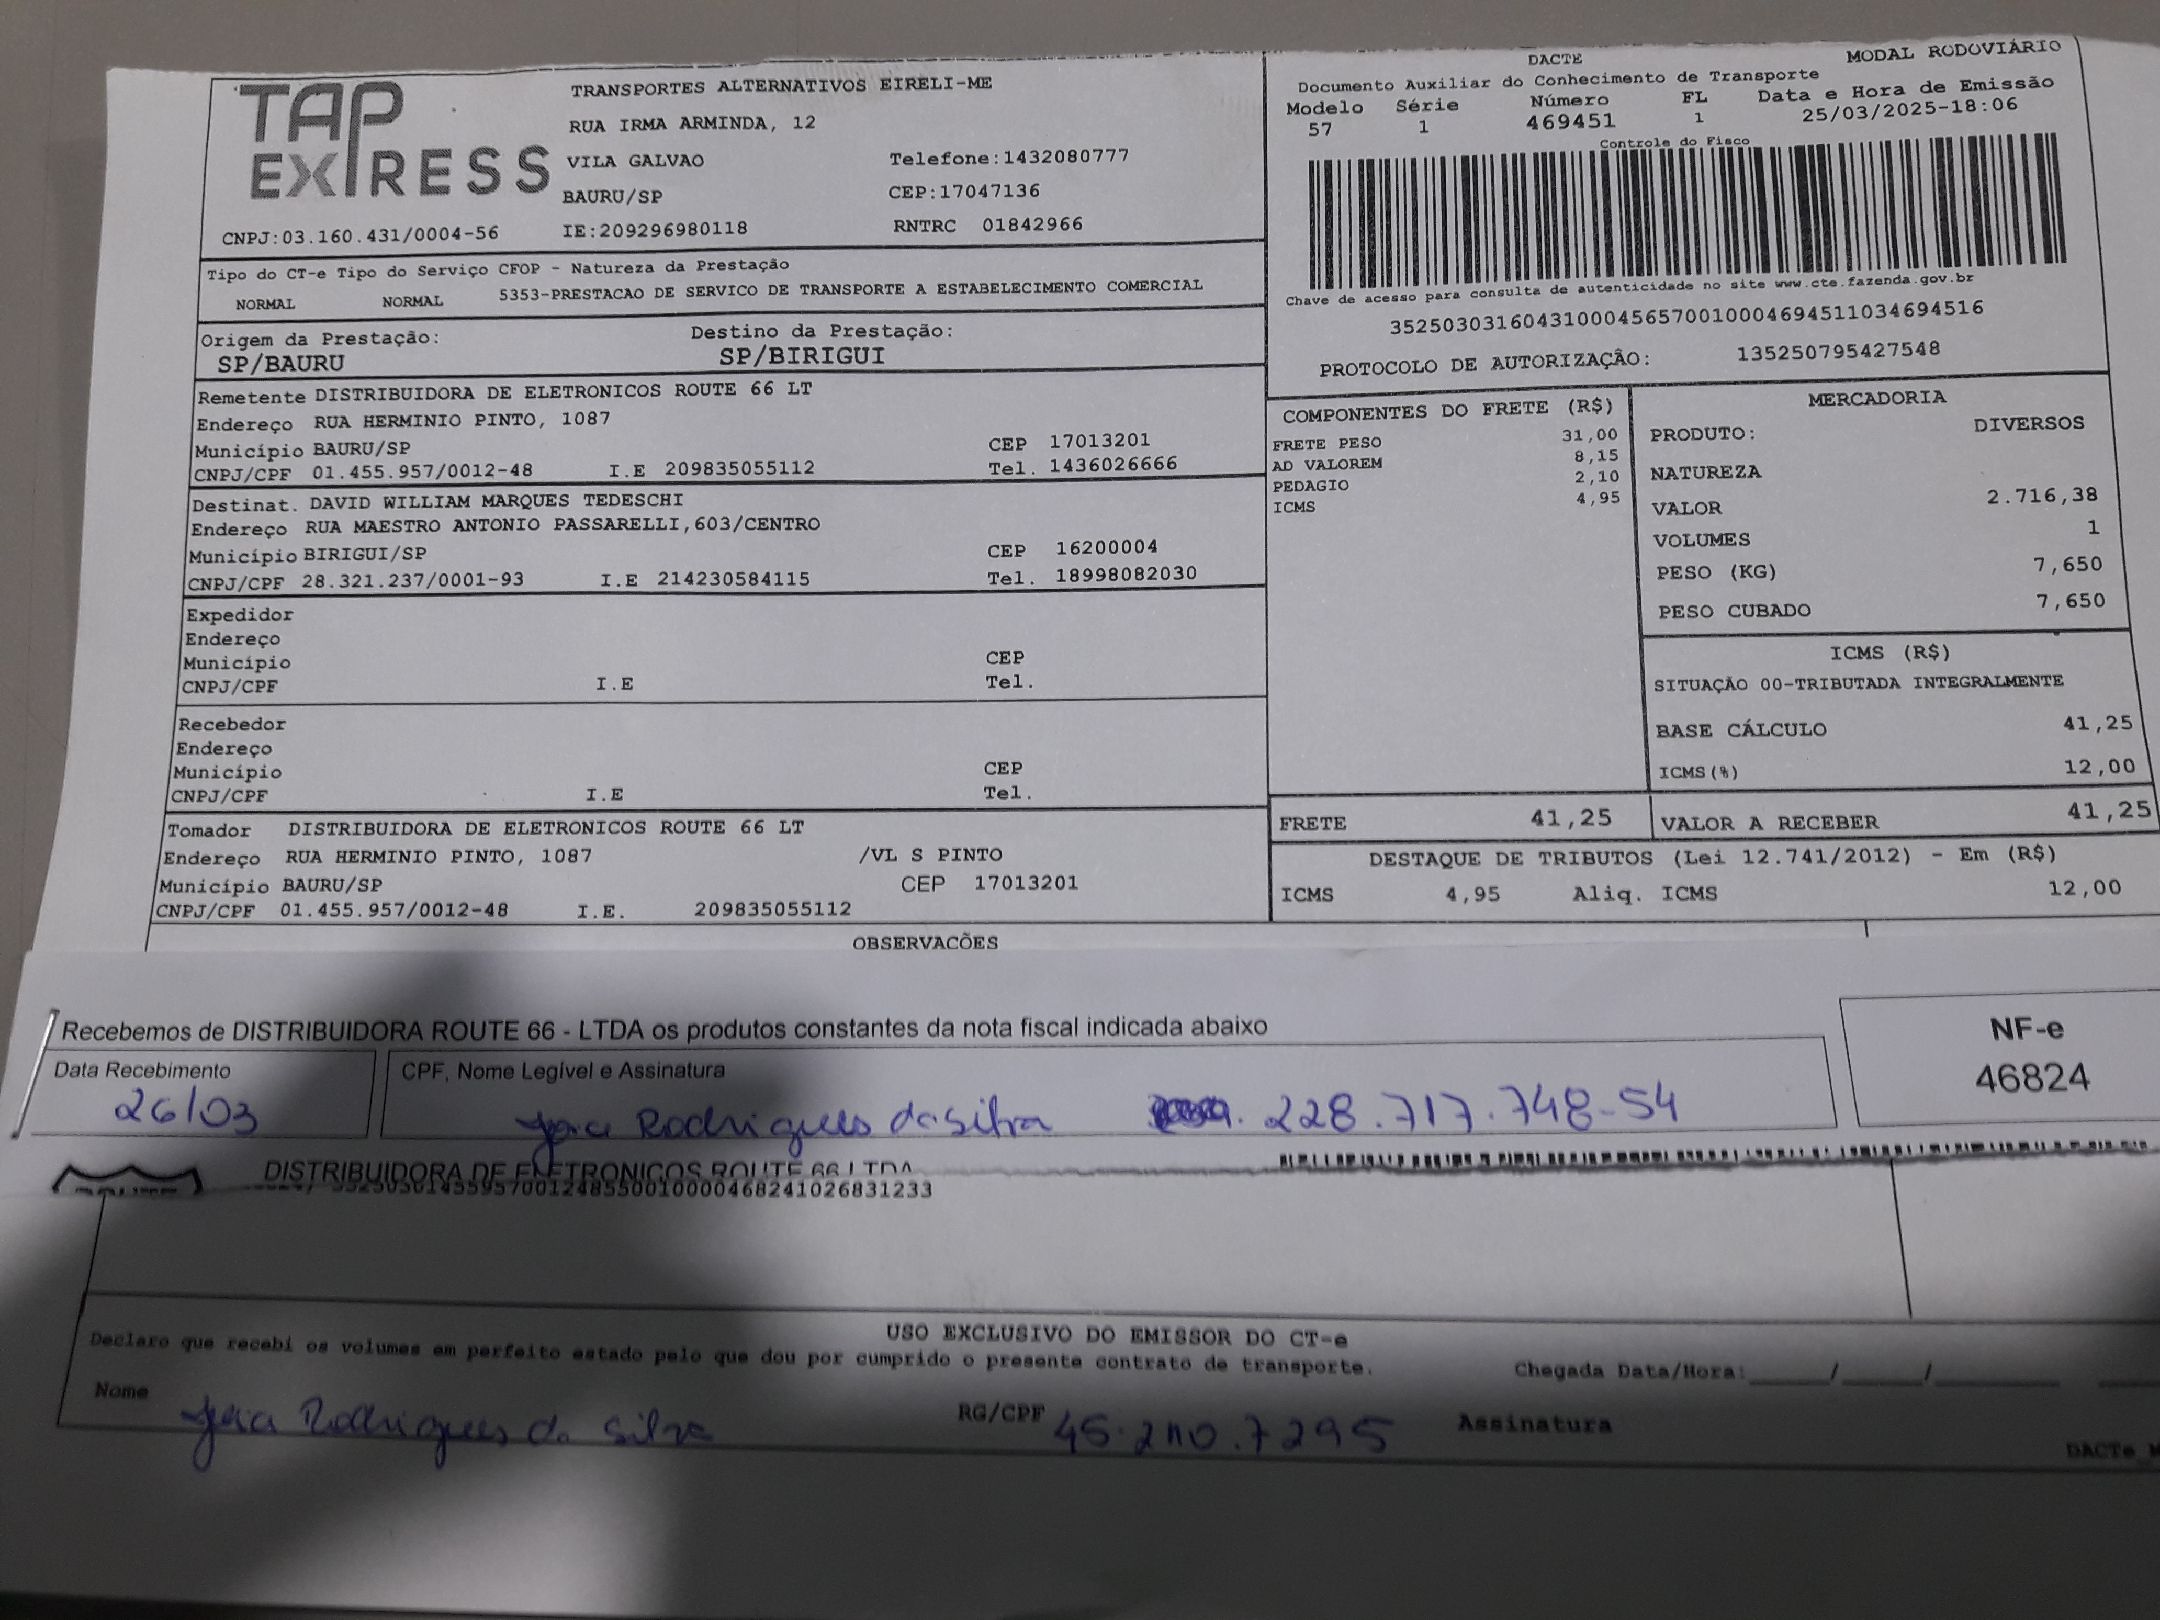 TAP EXPRESS
TRANSPORTES ALTERNATIVOS EIRELI-ME
RUA IRMA ARMINDA, 12
VILA GALVAO Telefone:1432080777
BAURU/SP CEP:17047136
CNPJ:03.160.431/0004-56 IE:209296980118 RNTRC 01842966
DACTE MODAL RODOVIÁRIO
Documento Auxiliar do Conhecimento de Transporte
Modelo Série Número FL Data e Hora de Emissão
57 1 469451 1 25/03/2025-18:06
Controle do Fisco
Chave de acesso para consulta de autenticidade no site www.cte.fazenda.gov.br
35250303160431000456570010004694511034694516
PROTOCOLO DE AUTORIZAÇÃO: 135250795427548
Tipo do CT-e Tipo do Serviço CFOP - Natureza da Prestação
NORMAL NORMAL 5353-PRESTACAO DE SERVICO DE TRANSPORTE A ESTABELECIMENTO COMERCIAL
Origem da Prestação: Destino da Prestação:
SP/BAURU SP/BIRIGUI
Remetente DISTRIBUIDORA DE ELETRONICOS ROUTE 66 LT
Endereço RUA HERMINIO PINTO, 1087
Município BAURU/SP CEP 17013201
CNPJ/CPF 01.455.957/0012-48 I.E 209835055112 Tel. 1436026666
Destinat. DAVID WILLIAM MARQUES TEDESCHI
Endereço RUA MAESTRO ANTONIO PASSARELLI,603/CENTRO
Município BIRIGUI/SP CEP 16200004
CNPJ/CPF 28.321.237/0001-93 I.E 214230584115 Tel. 18998082030
Expedidor
Endereço
Município CEP
CNPJ/CPF I.E Tel.
Recebedor
Endereço
Município CEP
CNPJ/CPF I.E Tel.
Tomador DISTRIBUIDORA DE ELETRONICOS ROUTE 66 LT
Endereço RUA HERMINIO PINTO, 1087 /VL S PINTO
Município BAURU/SP CEP 17013201
CNPJ/CPF 01.455.957/0012-48 I.E. 209835055112
COMPONENTES DO FRETE (R$)
FRETE PESO 31,00
AD VALOREM 8,15
PEDAGIO 2,10
ICMS 4,95
MERCADORIA
PRODUTO: DIVERSOS
NATUREZA
VALOR 2.716,38
VOLUMES 1
PESO (KG) 7,650
PESO CUBADO 7,650
ICMS (R$)
SITUAÇÃO 00-TRIBUTADA INTEGRALMENTE
BASE CÁLCULO 41,25
ICMS(%) 12,00
FRETE 41,25 VALOR A RECEBER 41,25
DESTAQUE DE TRIBUTOS (Lei 12.741/2012) - Em (R$)
ICMS 4,95 Aliq. ICMS 12,00
OBSERVACÕES
Recebemos de DISTRIBUIDORA ROUTE 66 - LTDA os produtos constantes da nota fiscal indicada abaixo
NF-e
46824
Data Recebimento CPF, Nome Legível e Assinatura
26/03 Rodrigues da Silva 228.717.748-54
DISTRIBUIDORA DE ELETRONICOS ROUTE 66 LTDA
USO EXCLUSIVO DO EMISSOR DO CT-e
Declaro que recebi os volumes em perfeito estado pelo que dou por cumprido o presente contrato de transporte.
Chegada Data/Hora:____/____/______
Nome Rodrigues da Silva RG/CPF Assinatura